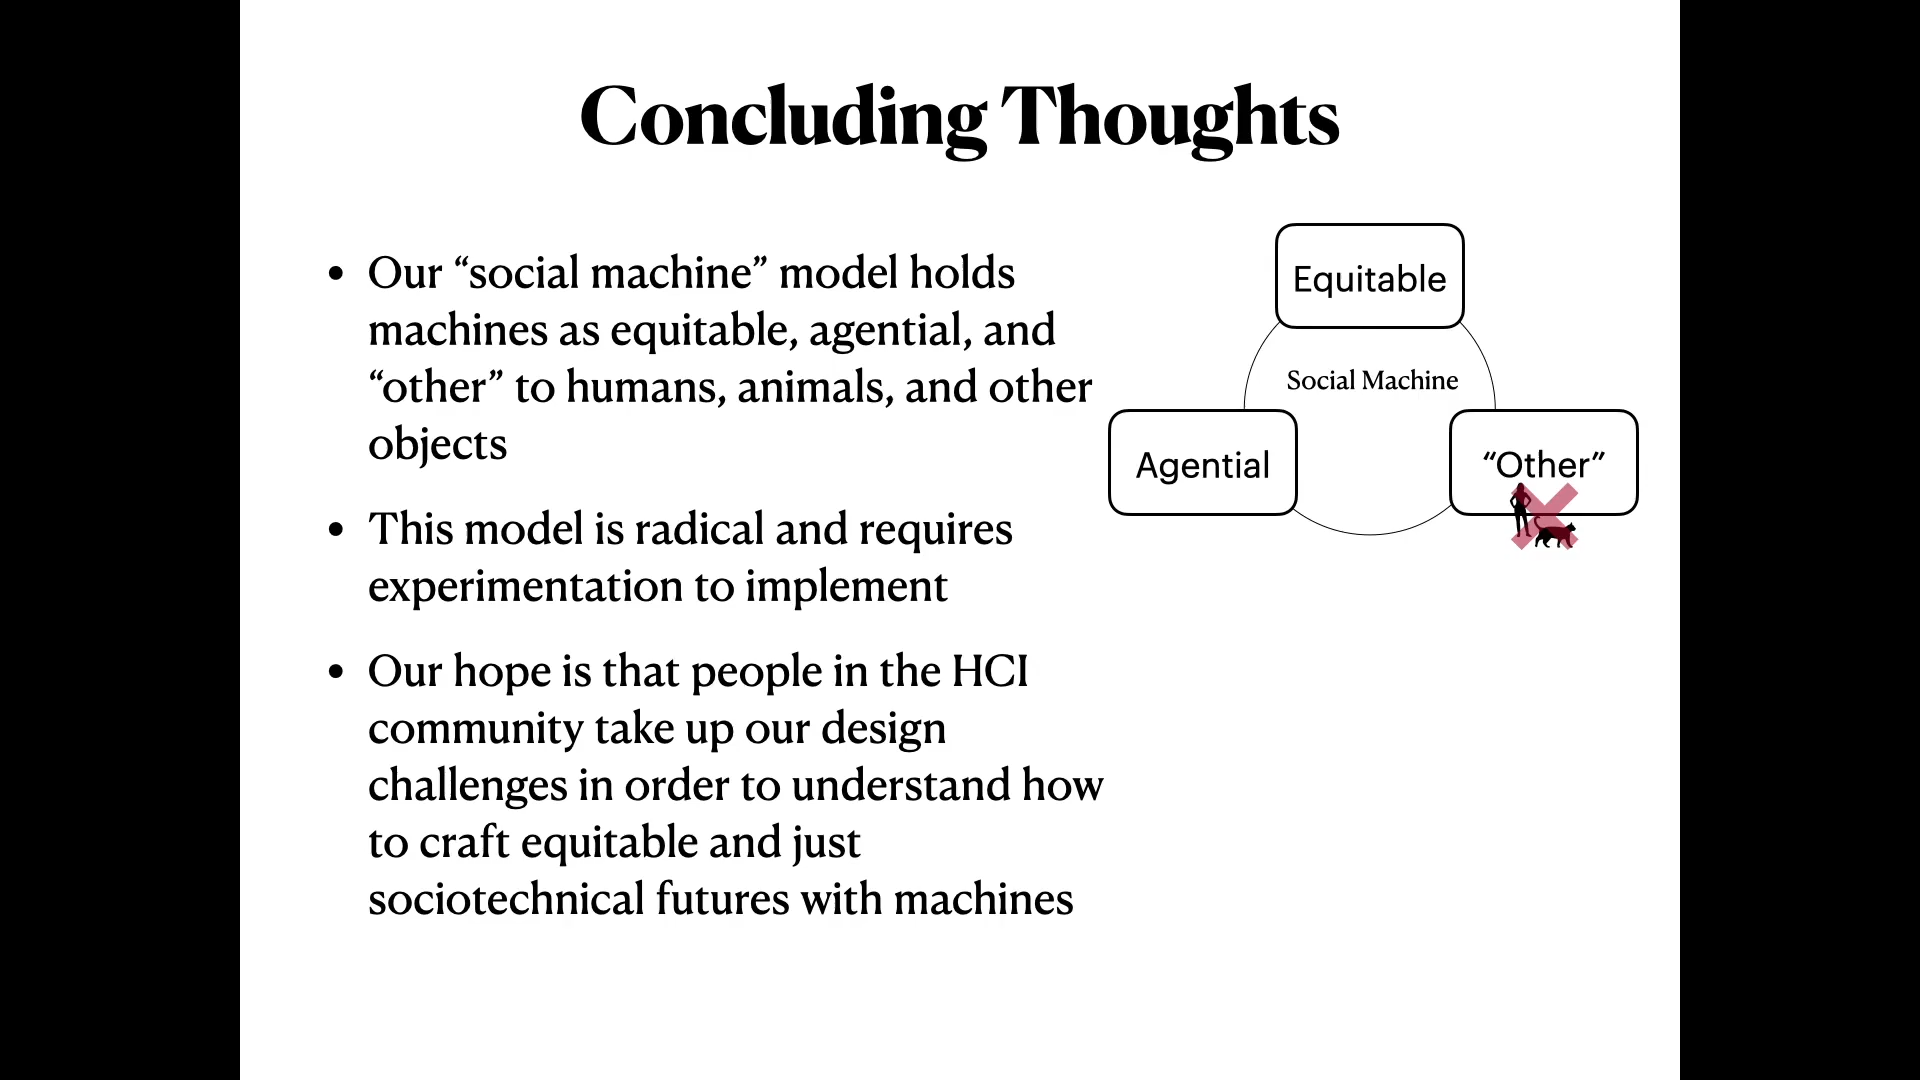 Concluding Thoughts
• Our “social machine” model holds
machines as equitable, agential, and
“other” to humans, animals, and other
objects
• This model is radical and requires
experimentation to implement
• Our hope is that people in the HCI
community take up our design
challenges in order to understand how
to craft equitable and just
sociotechnical futures with machines
Equitable
Social Machine
Agential
“Other”